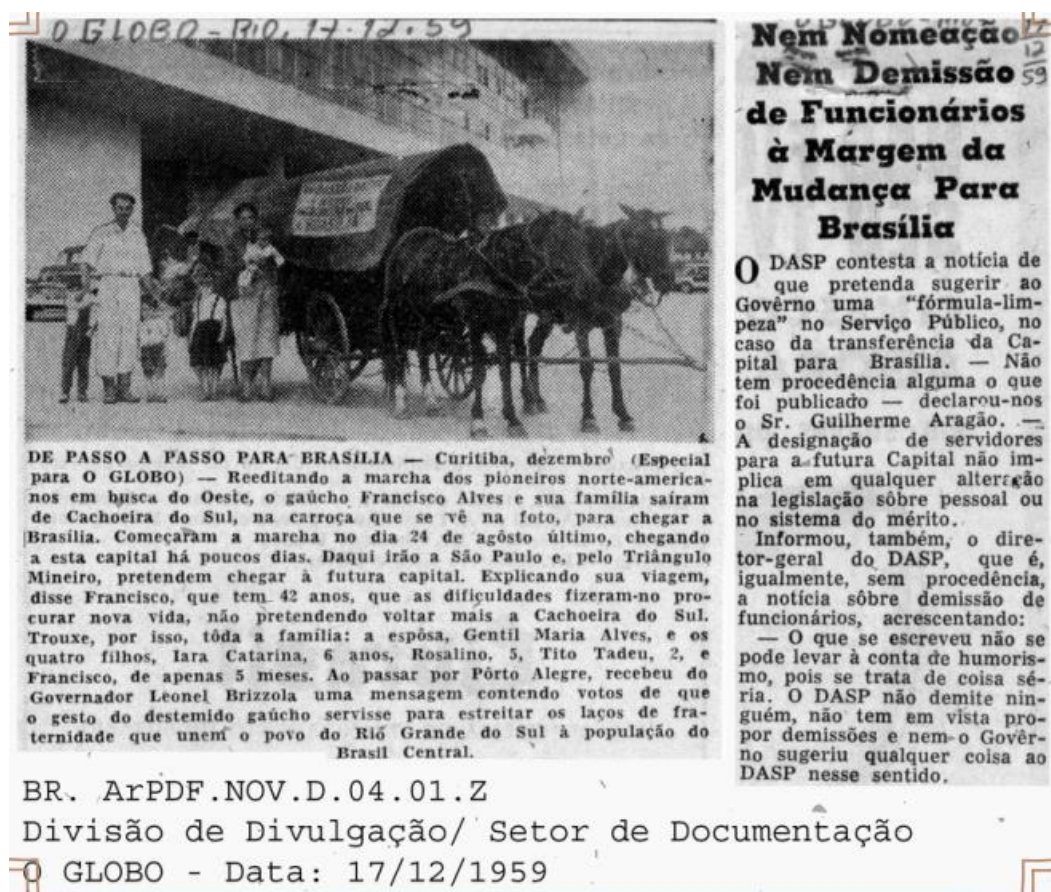 O GLOBO - RIO, 17-12-59
DE PASSO A PASSO PARA BRASILIA — Curitiba, dezembro (Especial
para O GLOBO) — Reeditando a marcha dos pioneiros norte-america-
nos em busca do Oeste, o gaúcho Francisco Alves e sua família saíram
de Cachoeira do Sul, na carroça que se vê na foto, para chegar a
Brasília. Começaram a marcha no dia 24 de agôsto último, chegando
a esta capital há poucos dias. Daqui irão a São Paulo e, pelo Triângulo
Mineiro, pretendem chegar à futura capital. Explicando sua viagem,
disse Francisco, que tem 42 anos, que as dificuldades fizeram-no pro-
curar nova vida, não pretendendo voltar mais a Cachoeira do Sul.
Trouxe, por isso, tôda a família: a espôsa, Gentil Maria Alves, e os
quatro filhos, Iara Catarina, 6 anos, Rosalino, 5, Tito Tadeu, 2, e
Francisco, de apenas 5 meses. Ao passar por Pôrto Alegre, recebeu do
Governador Leonel Brizzola uma mensagem contendo votos de que
o gesto do destemido gaúcho servisse para estreitar os laços de fra-
ternidade que unem o povo do Rio Grande do Sul à população do
Brasil Central.
Nem Nomeação
Nem Demissão
de Funcionários
à Margem da
Mudança Para
Brasília
12
59
O DASP contesta a notícia de
que pretenda sugerir ao
Govêrno uma "fórmula-lim-
peza" no Serviço Público, no
caso da transferência da Ca-
pital para Brasília. — Não
tem procedência alguma o que
foi publicado — declarou-nos
o Sr. Guilherme Aragão. —
A designação de servidores
para a futura Capital não im-
plica em qualquer alteração
na legislação sôbre pessoal ou
no sistema do mérito.
Informou, também, o dire-
tor-geral do DASP, que é,
igualmente, sem procedência,
a notícia sôbre demissão de
funcionários, acrescentando:
— O que se escreveu não se
pode levar à conta de humoris-
mo, pois se trata de coisa sé-
ria. O DASP não demite nin-
guém, não tem em vista pro-
por demissões e nem o Govêr-
no sugeriu qualquer coisa ao
DASP nesse sentido.
BR. ArPDF.NOV.D.04.01.Z
Divisão de Divulgação/ Setor de Documentação
O GLOBO - Data: 17/12/1959